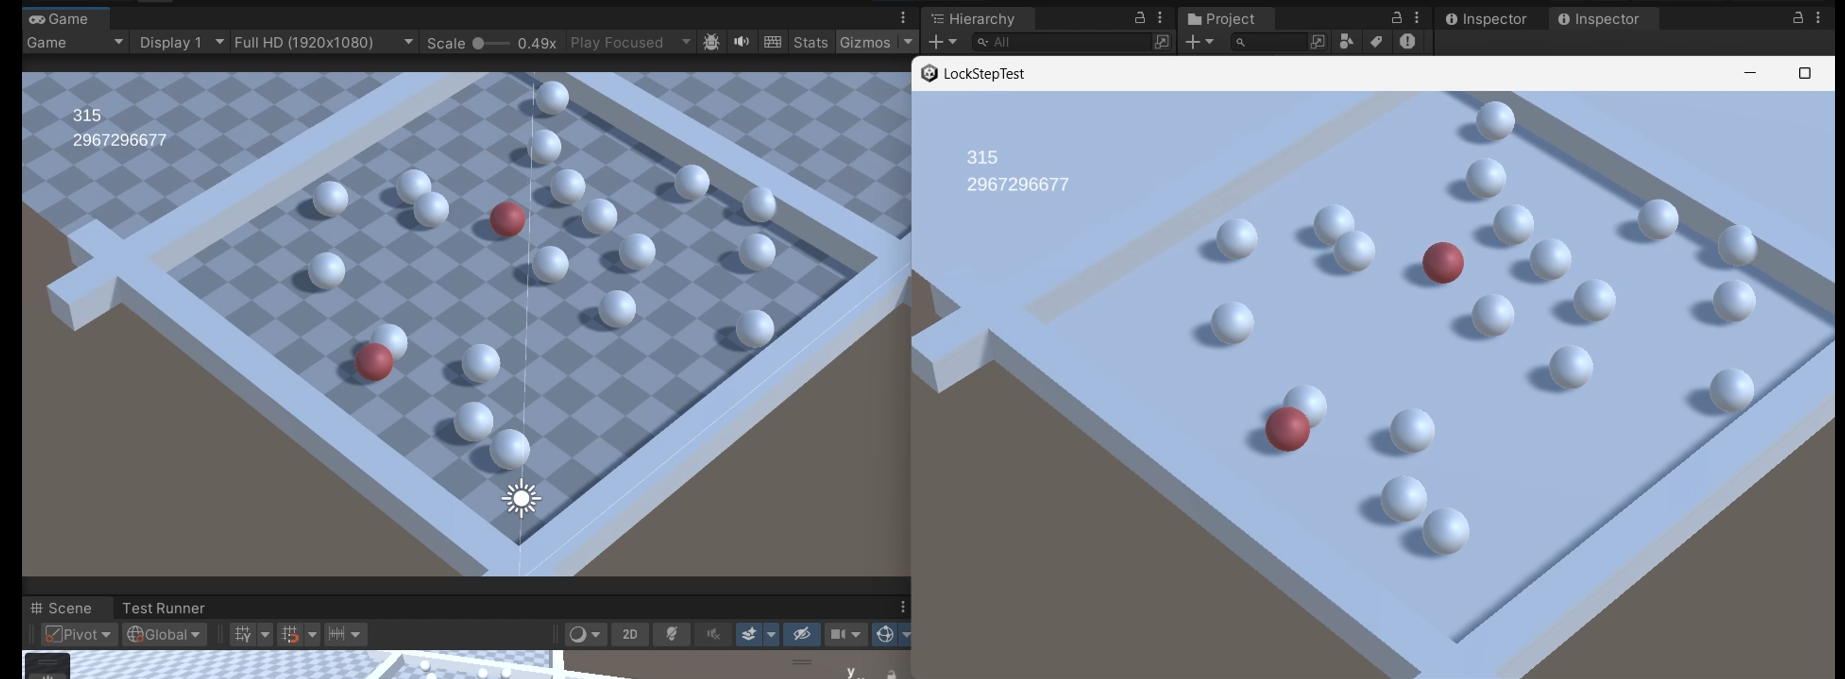 Game
Hierarchy
Project
Inspector
Inspector
Game
Display 1
Full HD (1920x1080)
Scale
0.49x
Play Focused
Stats
Gizmos
All
LockStepTest
315
2967296677
315
2967296677
Scene
Test Runner
Pivot
Global
2D
y